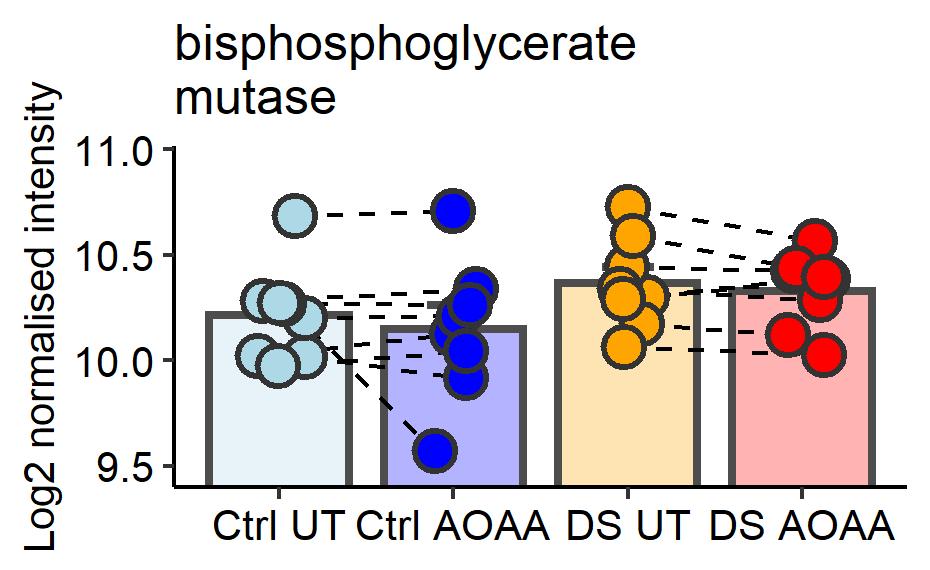 bisphosphoglycerate
mutase
Log2 normalised intensity
11.0
10.5
10.0
9.5
Ctrl UT Ctrl AOAA DS UT DS AOAA